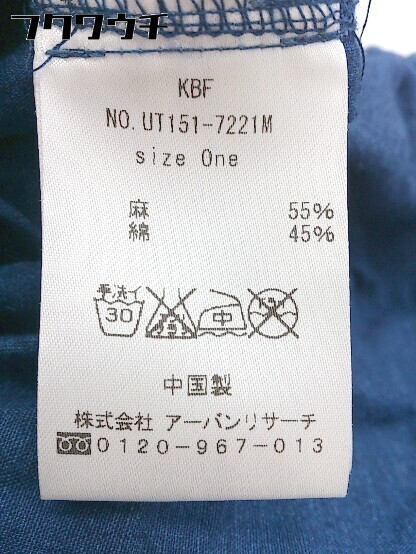 フクワウチ
KBF
NO. UT151-7221M
size One
麻 55%
綿 45%
手洗イ
30
中
中国製
株式会社 アーバンリサーチ
0120-967-013